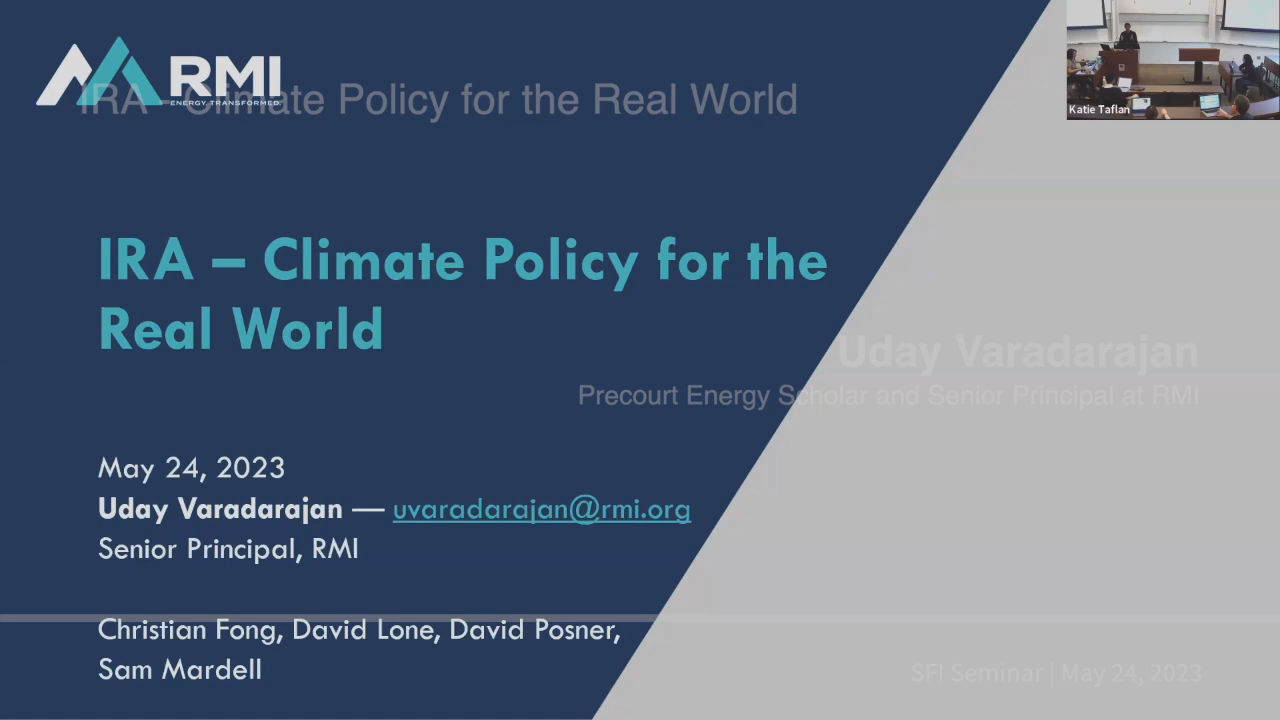 RMI
ENERGY. TRANSFORMED.
IRA – Climate Policy for the Real World
Katie Taflan
IRA – Climate Policy for the
Real World
Uday Varadarajan
Precourt Energy Scholar and Senior Principal at RMI
May 24, 2023
Uday Varadarajan — uvaradarajan@rmi.org
Senior Principal, RMI
Christian Fong, David Lone, David Posner,
Sam Mardell
SFI Seminar | May 24, 2023